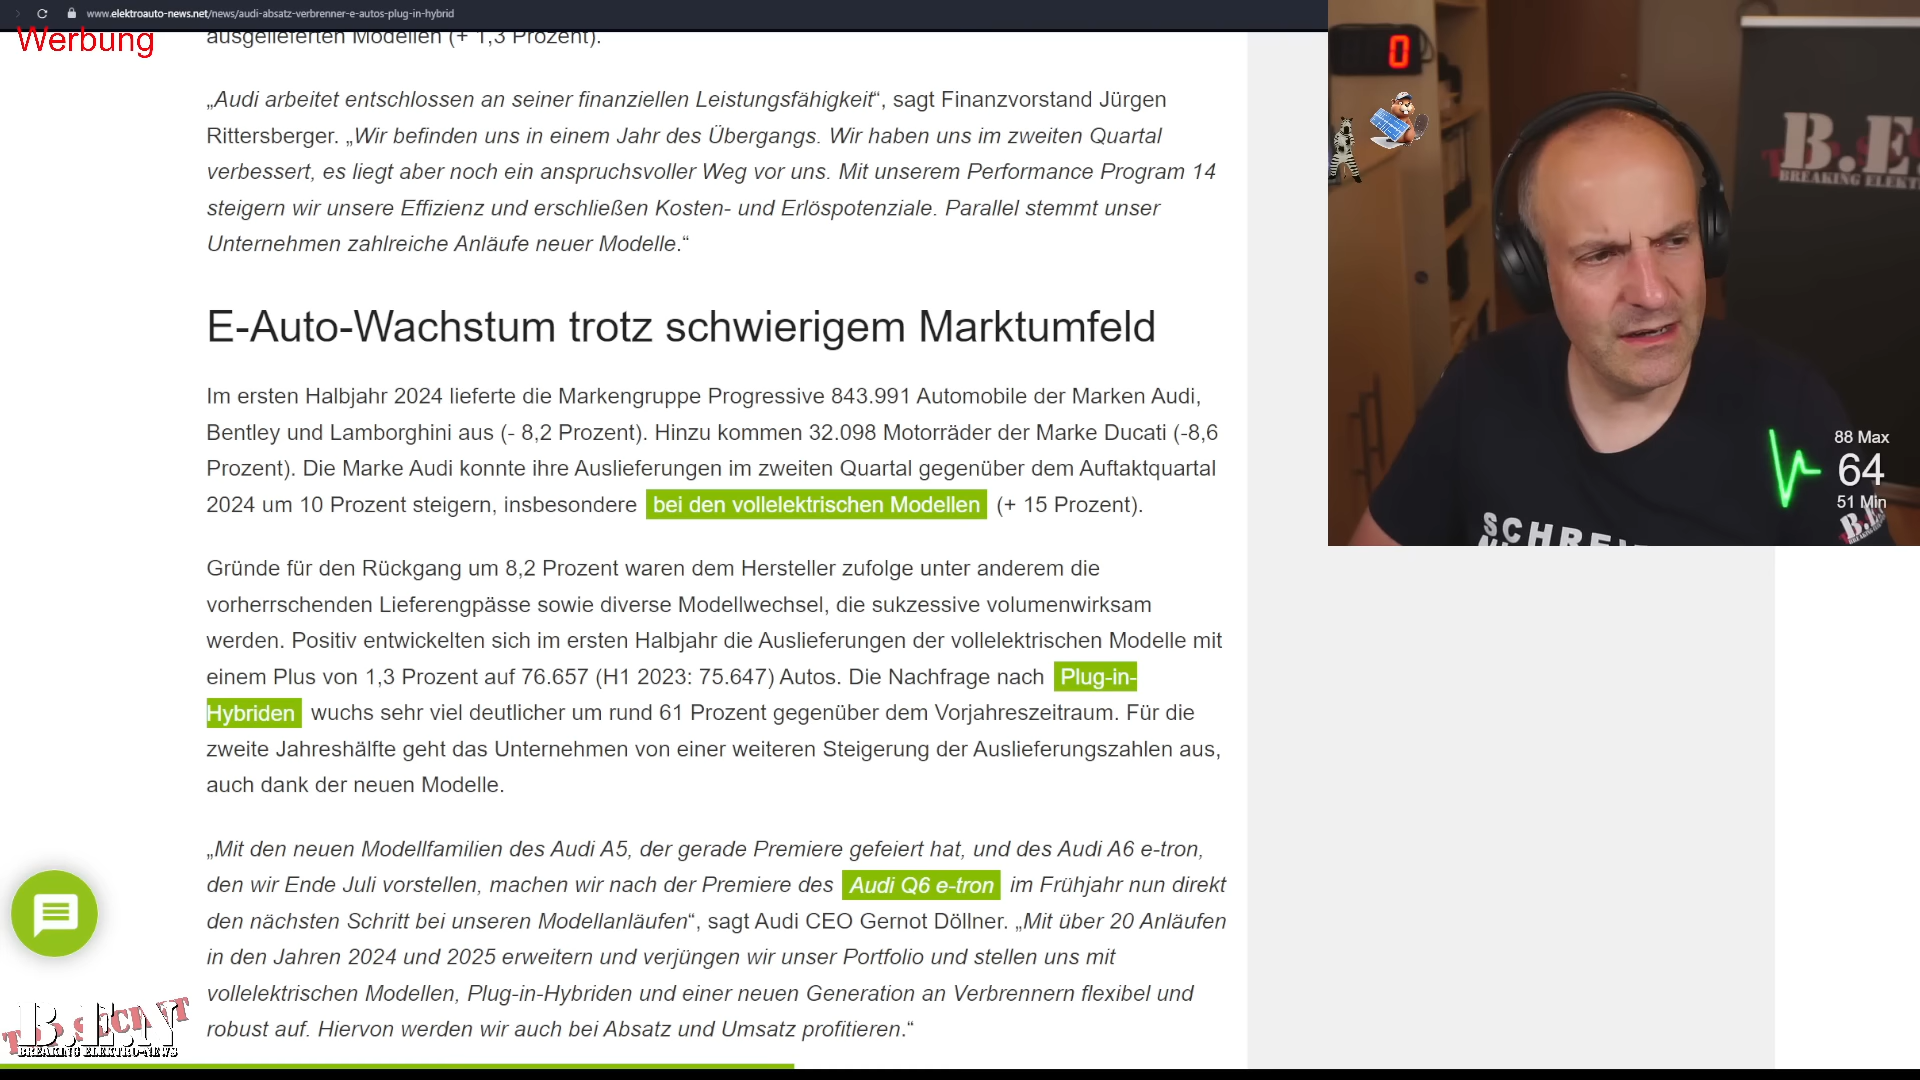 www.elektroauto-news.net/news/audi-absatz-verbrenner-e-autos-plug-in-hybrid
Werbung
ausgelieferten Modellen (+ 1,3 Prozent).
„Audi arbeitet entschlossen an seiner finanziellen Leistungsfähigkeit“, sagt Finanzvorstand Jürgen
Rittersberger. „Wir befinden uns in einem Jahr des Übergangs. Wir haben uns im zweiten Quartal
verbessert, es liegt aber noch ein anspruchsvoller Weg vor uns. Mit unserem Performance Program 14
steigern wir unsere Effizienz und erschließen Kosten- und Erlöspotenziale. Parallel stemmt unser
Unternehmen zahlreiche Anläufe neuer Modelle.“
E-Auto-Wachstum trotz schwierigem Marktumfeld
Im ersten Halbjahr 2024 lieferte die Markengruppe Progressive 843.991 Automobile der Marken Audi,
Bentley und Lamborghini aus (- 8,2 Prozent). Hinzu kommen 32.098 Motorräder der Marke Ducati (-8,6
Prozent). Die Marke Audi konnte ihre Auslieferungen im zweiten Quartal gegenüber dem Auftaktquartal
2024 um 10 Prozent steigern, insbesondere bei den vollelektrischen Modellen (+ 15 Prozent).
Gründe für den Rückgang um 8,2 Prozent waren dem Hersteller zufolge unter anderem die
vorherrschenden Lieferengpässe sowie diverse Modellwechsel, die sukzessive volumenwirksam
werden. Positiv entwickelten sich im ersten Halbjahr die Auslieferungen der vollelektrischen Modelle mit
einem Plus von 1,3 Prozent auf 76.657 (H1 2023: 75.647) Autos. Die Nachfrage nach Plug-in-
Hybriden wuchs sehr viel deutlicher um rund 61 Prozent gegenüber dem Vorjahreszeitraum. Für die
zweite Jahreshälfte geht das Unternehmen von einer weiteren Steigerung der Auslieferungszahlen aus,
auch dank der neuen Modelle.
„Mit den neuen Modellfamilien des Audi A5, der gerade Premiere gefeiert hat, und des Audi A6 e-tron,
den wir Ende Juli vorstellen, machen wir nach der Premiere des Audi Q6 e-tron im Frühjahr nun direkt
den nächsten Schritt bei unseren Modellanläufen“, sagt Audi CEO Gernot Döllner. „Mit über 20 Anläufen
in den Jahren 2024 und 2025 erweitern und verjüngen wir unser Portfolio und stellen uns mit
vollelektrischen Modellen, Plug-in-Hybriden und einer neuen Generation an Verbrennern flexibel und
robust auf. Hiervon werden wir auch bei Absatz und Umsatz profitieren.“
0
B.E.
BREAKING ELEKT
88 Max
64
51 Min
SCHRE
B.E.N
BREAKING ELEKTRO-NEWS